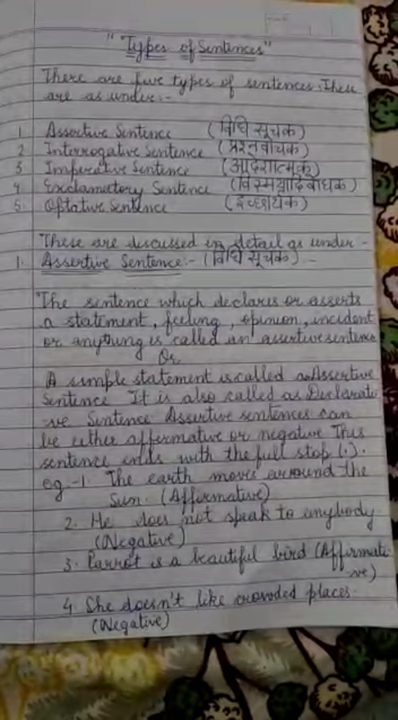 "Types of Sentences"
There are five types of sentences. These
are as under:-
1. Assertive Sentence (विधि सूचक)
2 Interrogative Sentence (प्रश्नवाचक)
3 Imperative Sentence (आदेशात्मक)
4 Exclamatory Sentence (विस्मयादिबोधक)
5. Optative Sentence (इच्छार्थक)
These are discussed in detail as under-
1. Assertive Sentence:- (विधि सूचक) -
"The sentence which declares or asserts
a statement, feeling, opinion, incident
or anything is called an assertive sentence
Or
A simple statement is called as Assertive
Sentence It is also called as Declarati
ve Sentence Assertive sentences can
be either affirmative or negative This
sentence ends with the full stop (.).
eg-1. The earth moves around the
Sun. (Affirmative)
2. He does not speak to anybody
(Negative)
3. Parrot is a beautiful bird (Affirmati
ve)
4 She doesn't like crowded places.
(Negative)